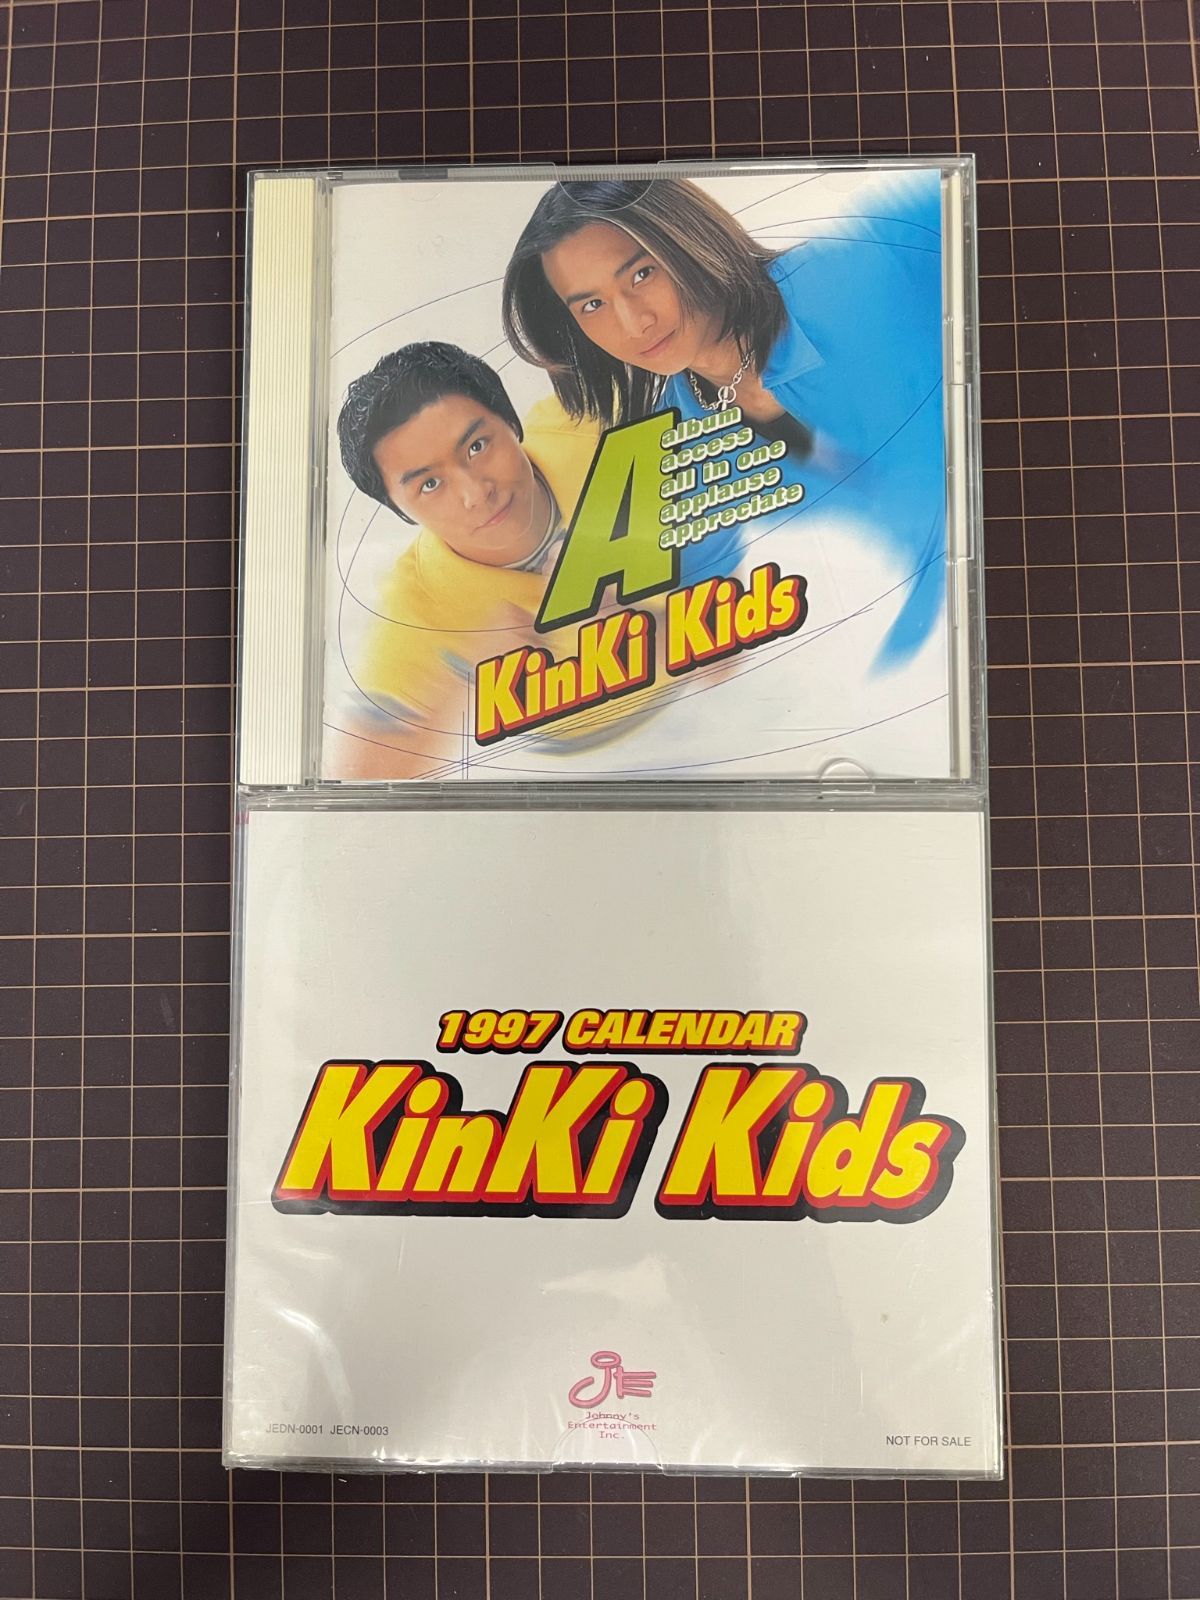 A
album
access
all in one
applause
appreciate
KinKi Kids
1997 CALENDAR
KinKi Kids
JE
Johnny's
Entertainment
Inc.
JEDN-0001 JECN-0003
NOT FOR SALE